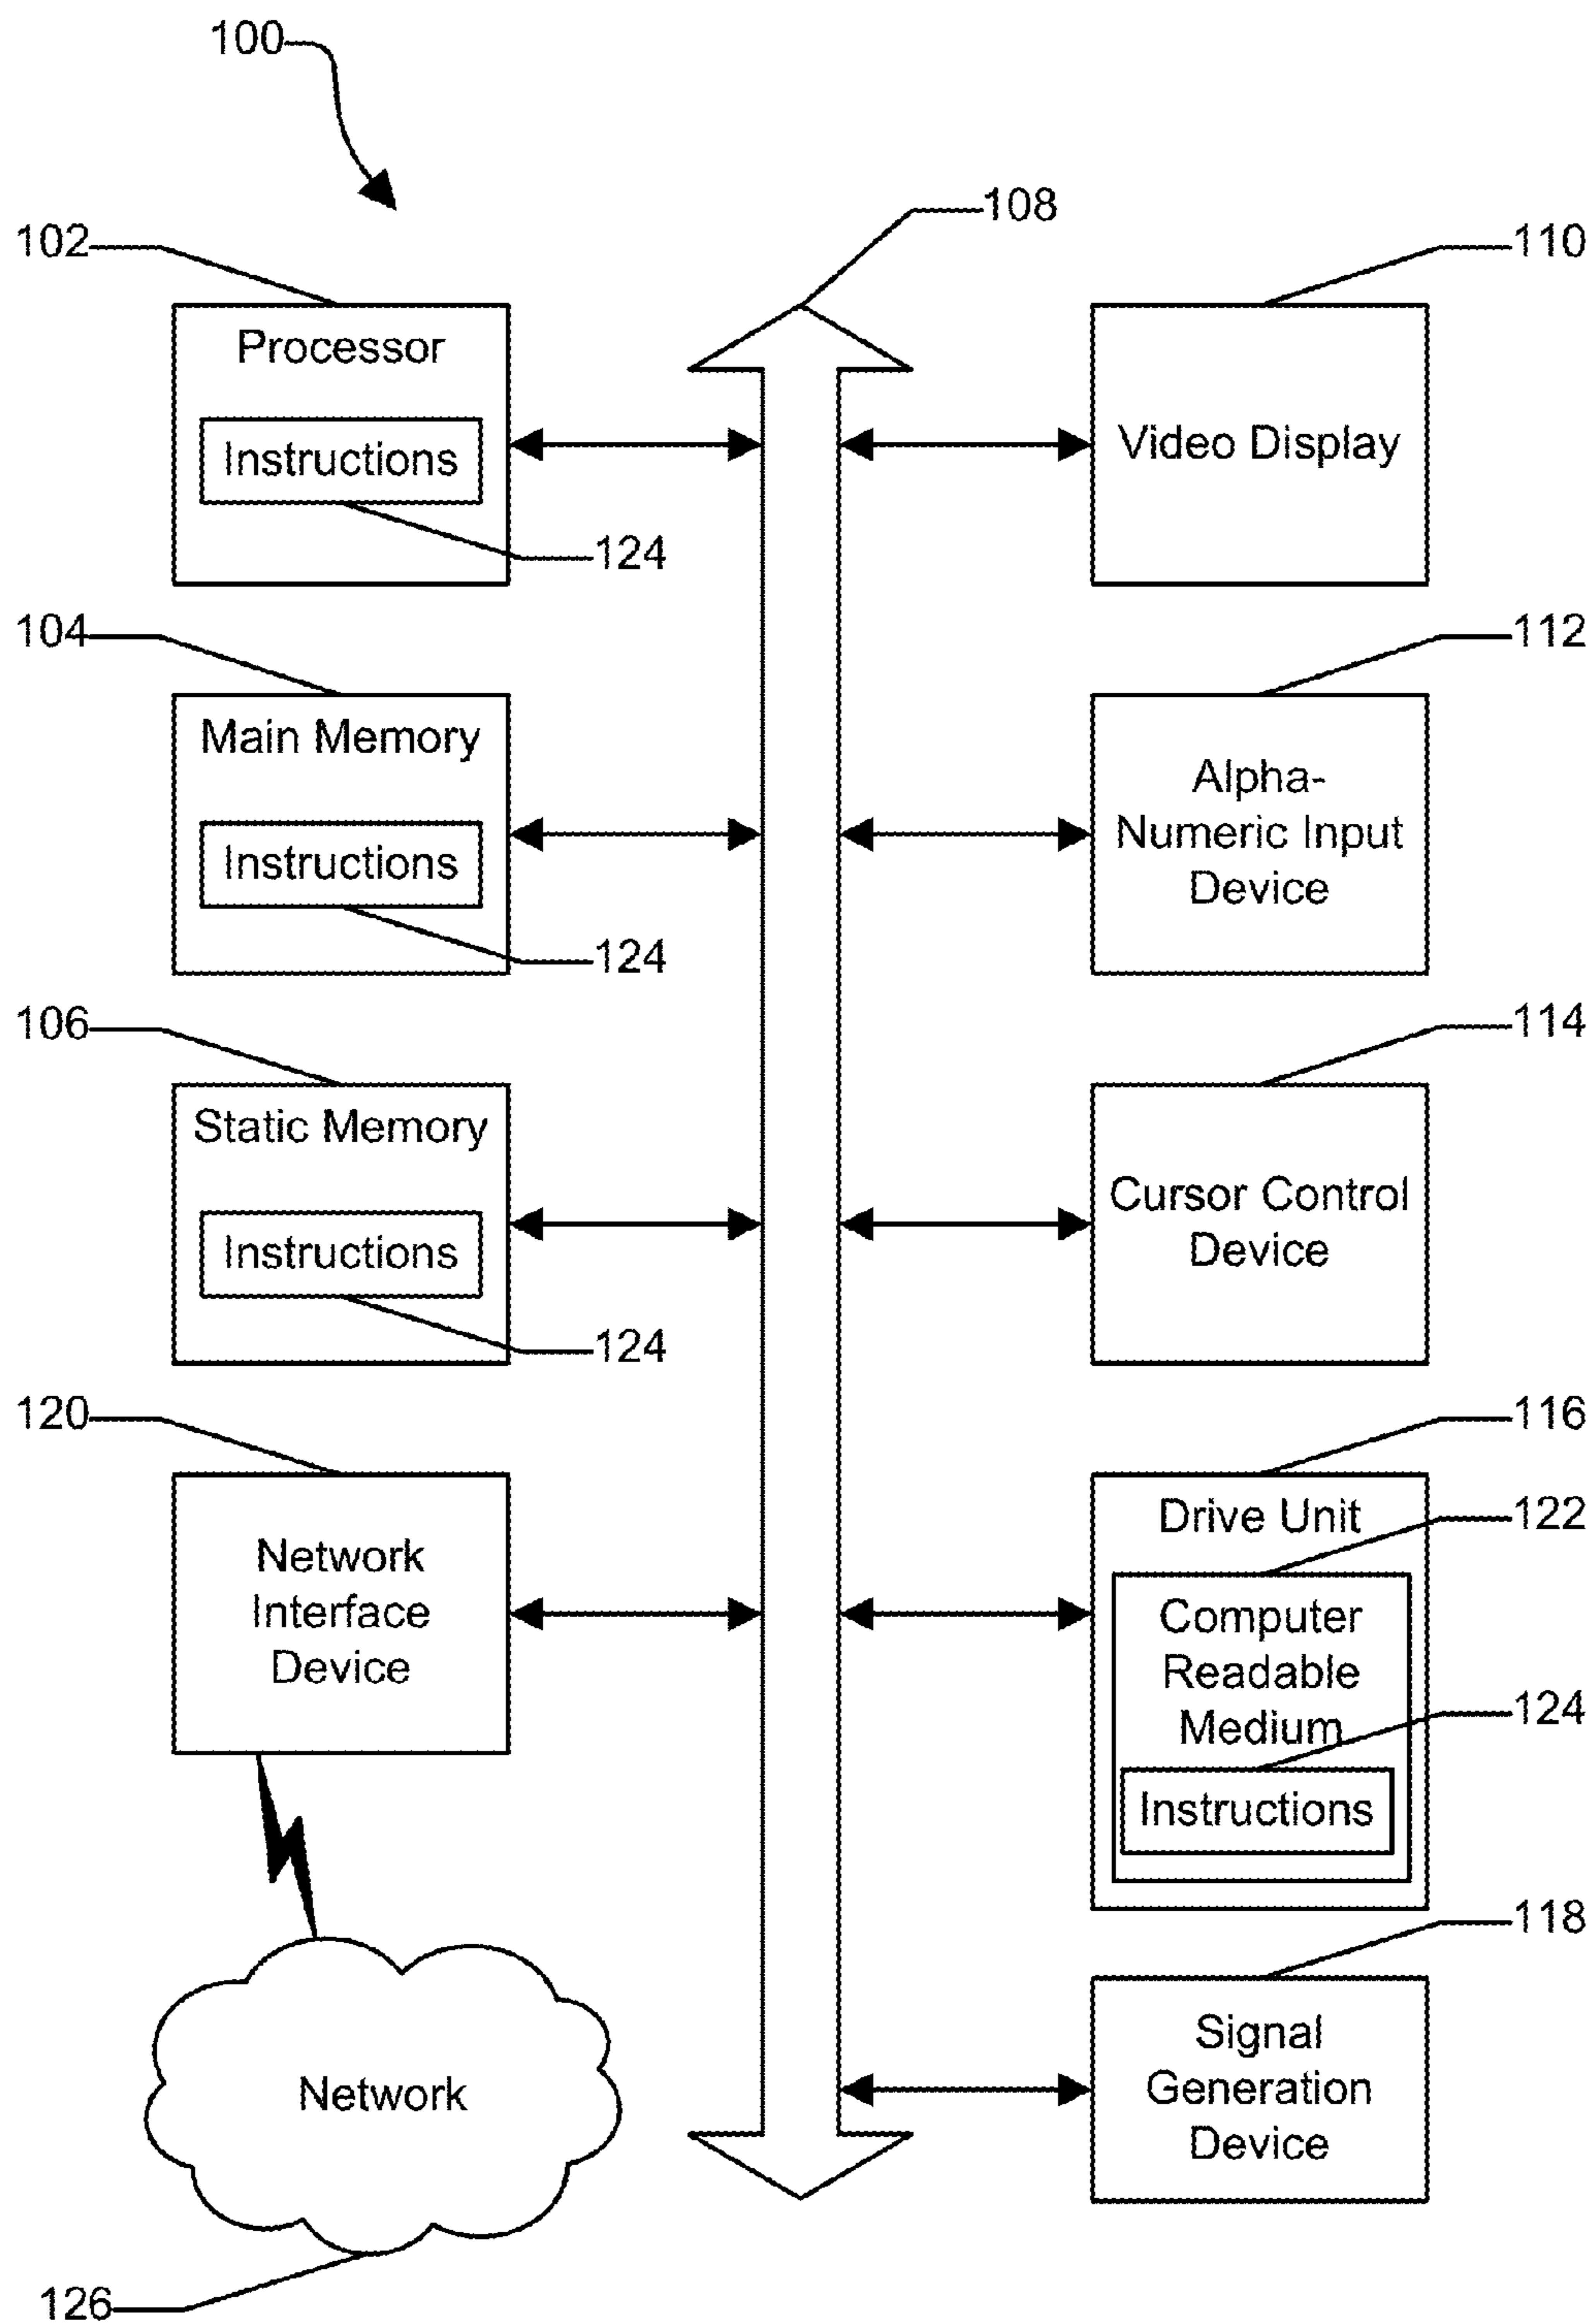 100
108
102
110
Processor
Instructions
124
Video Display
104
112
Main Memory
Instructions
124
Alpha-
Numeric Input
Device
106
114
Static Memory
Instructions
124
Cursor Control
Device
120
116
Network
Interface
Device
Drive Unit
122
Computer
Readable
Medium
124
Instructions
118
Network
Signal
Generation
Device
126